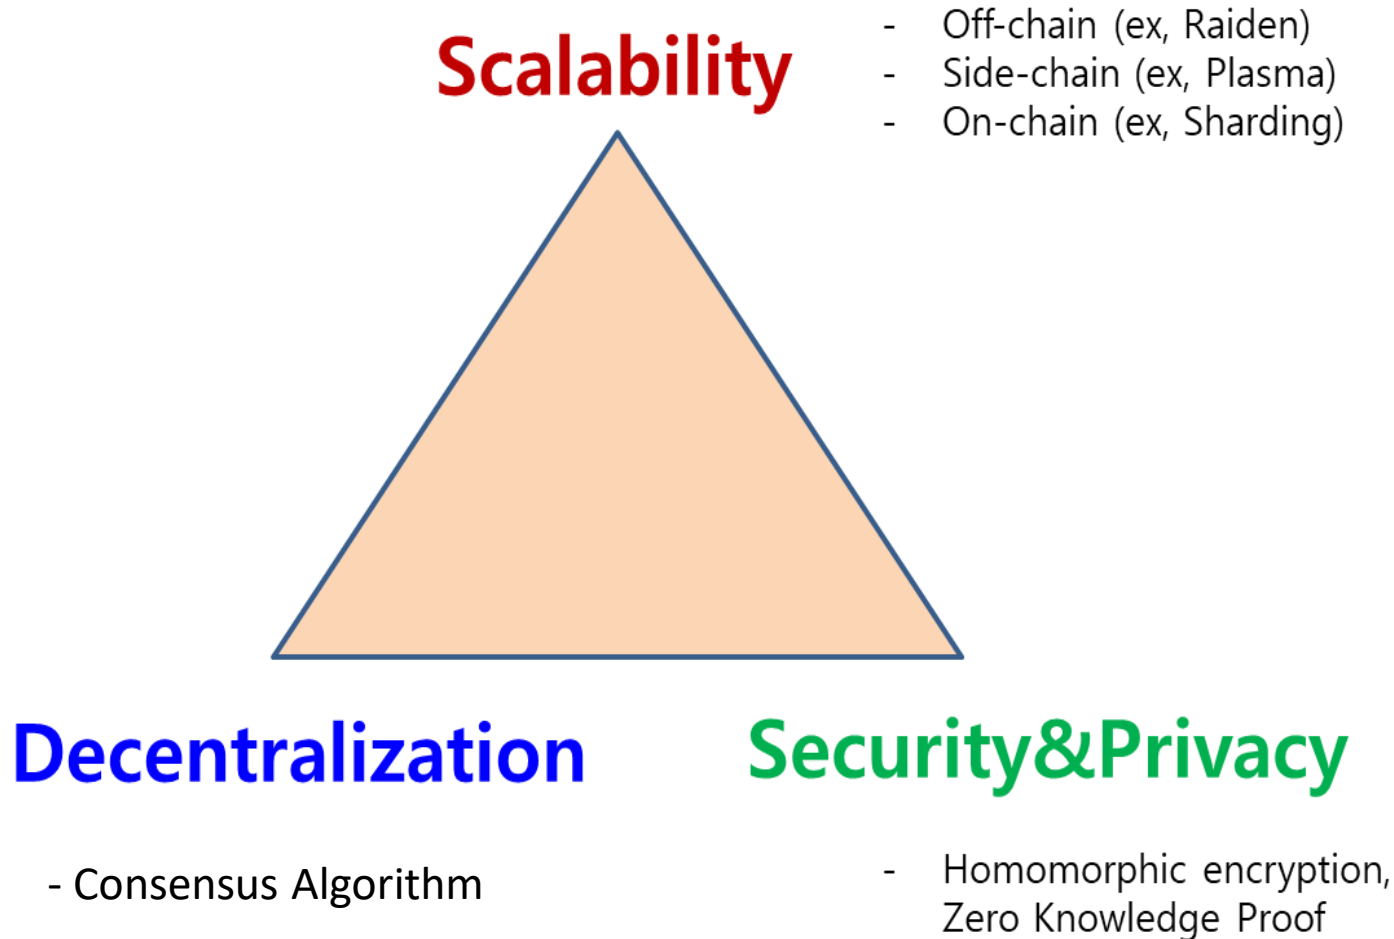 Scalability
- Off-chain (ex, Raiden)
- Side-chain (ex, Plasma)
- On-chain (ex, Sharding)
Decentralization
Security&Privacy
- Consensus Algorithm
- Homomorphic encryption,
Zero Knowledge Proof